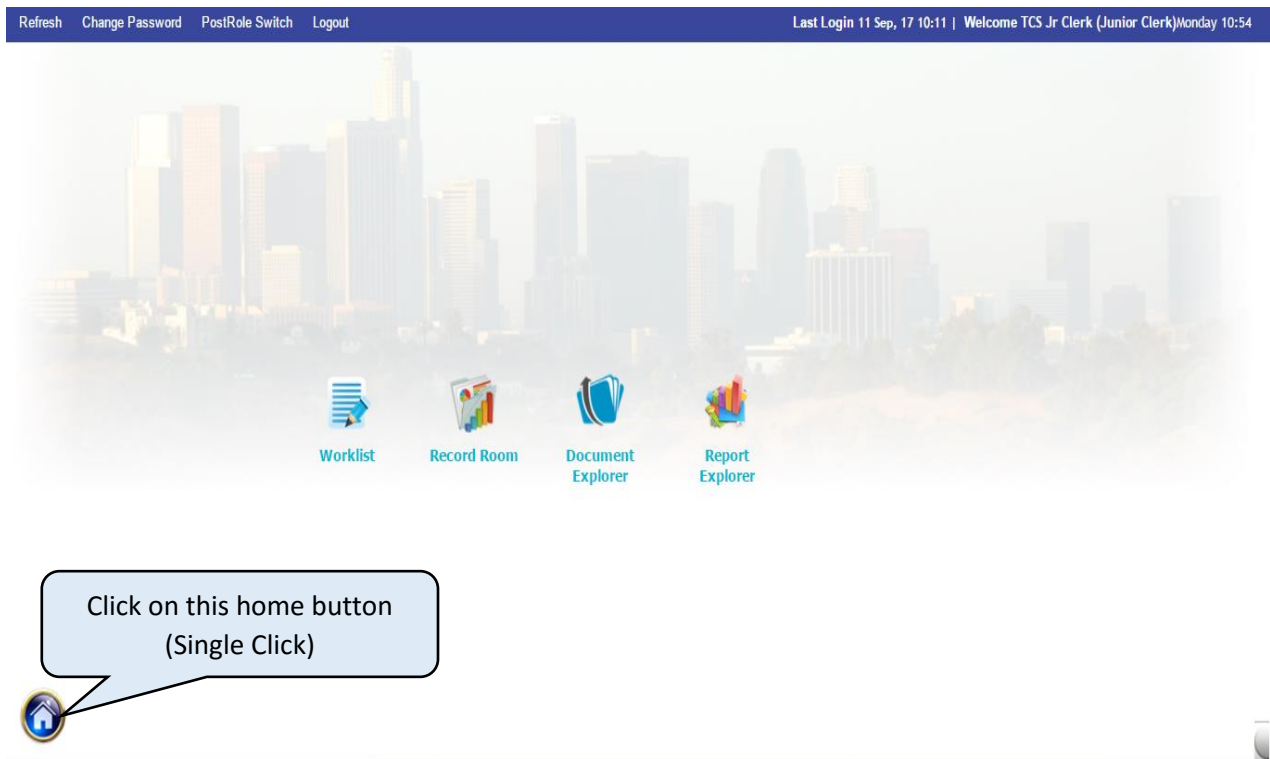 Refresh Change Password PostRole Switch Logout Last Login 11 Sep, 17 10:11 | Welcome TCS Jr Clerk (Junior Clerk)Monday 10:54
Worklist Record Room Document Report
Explorer Explorer
Click on this home button
(Single Click)